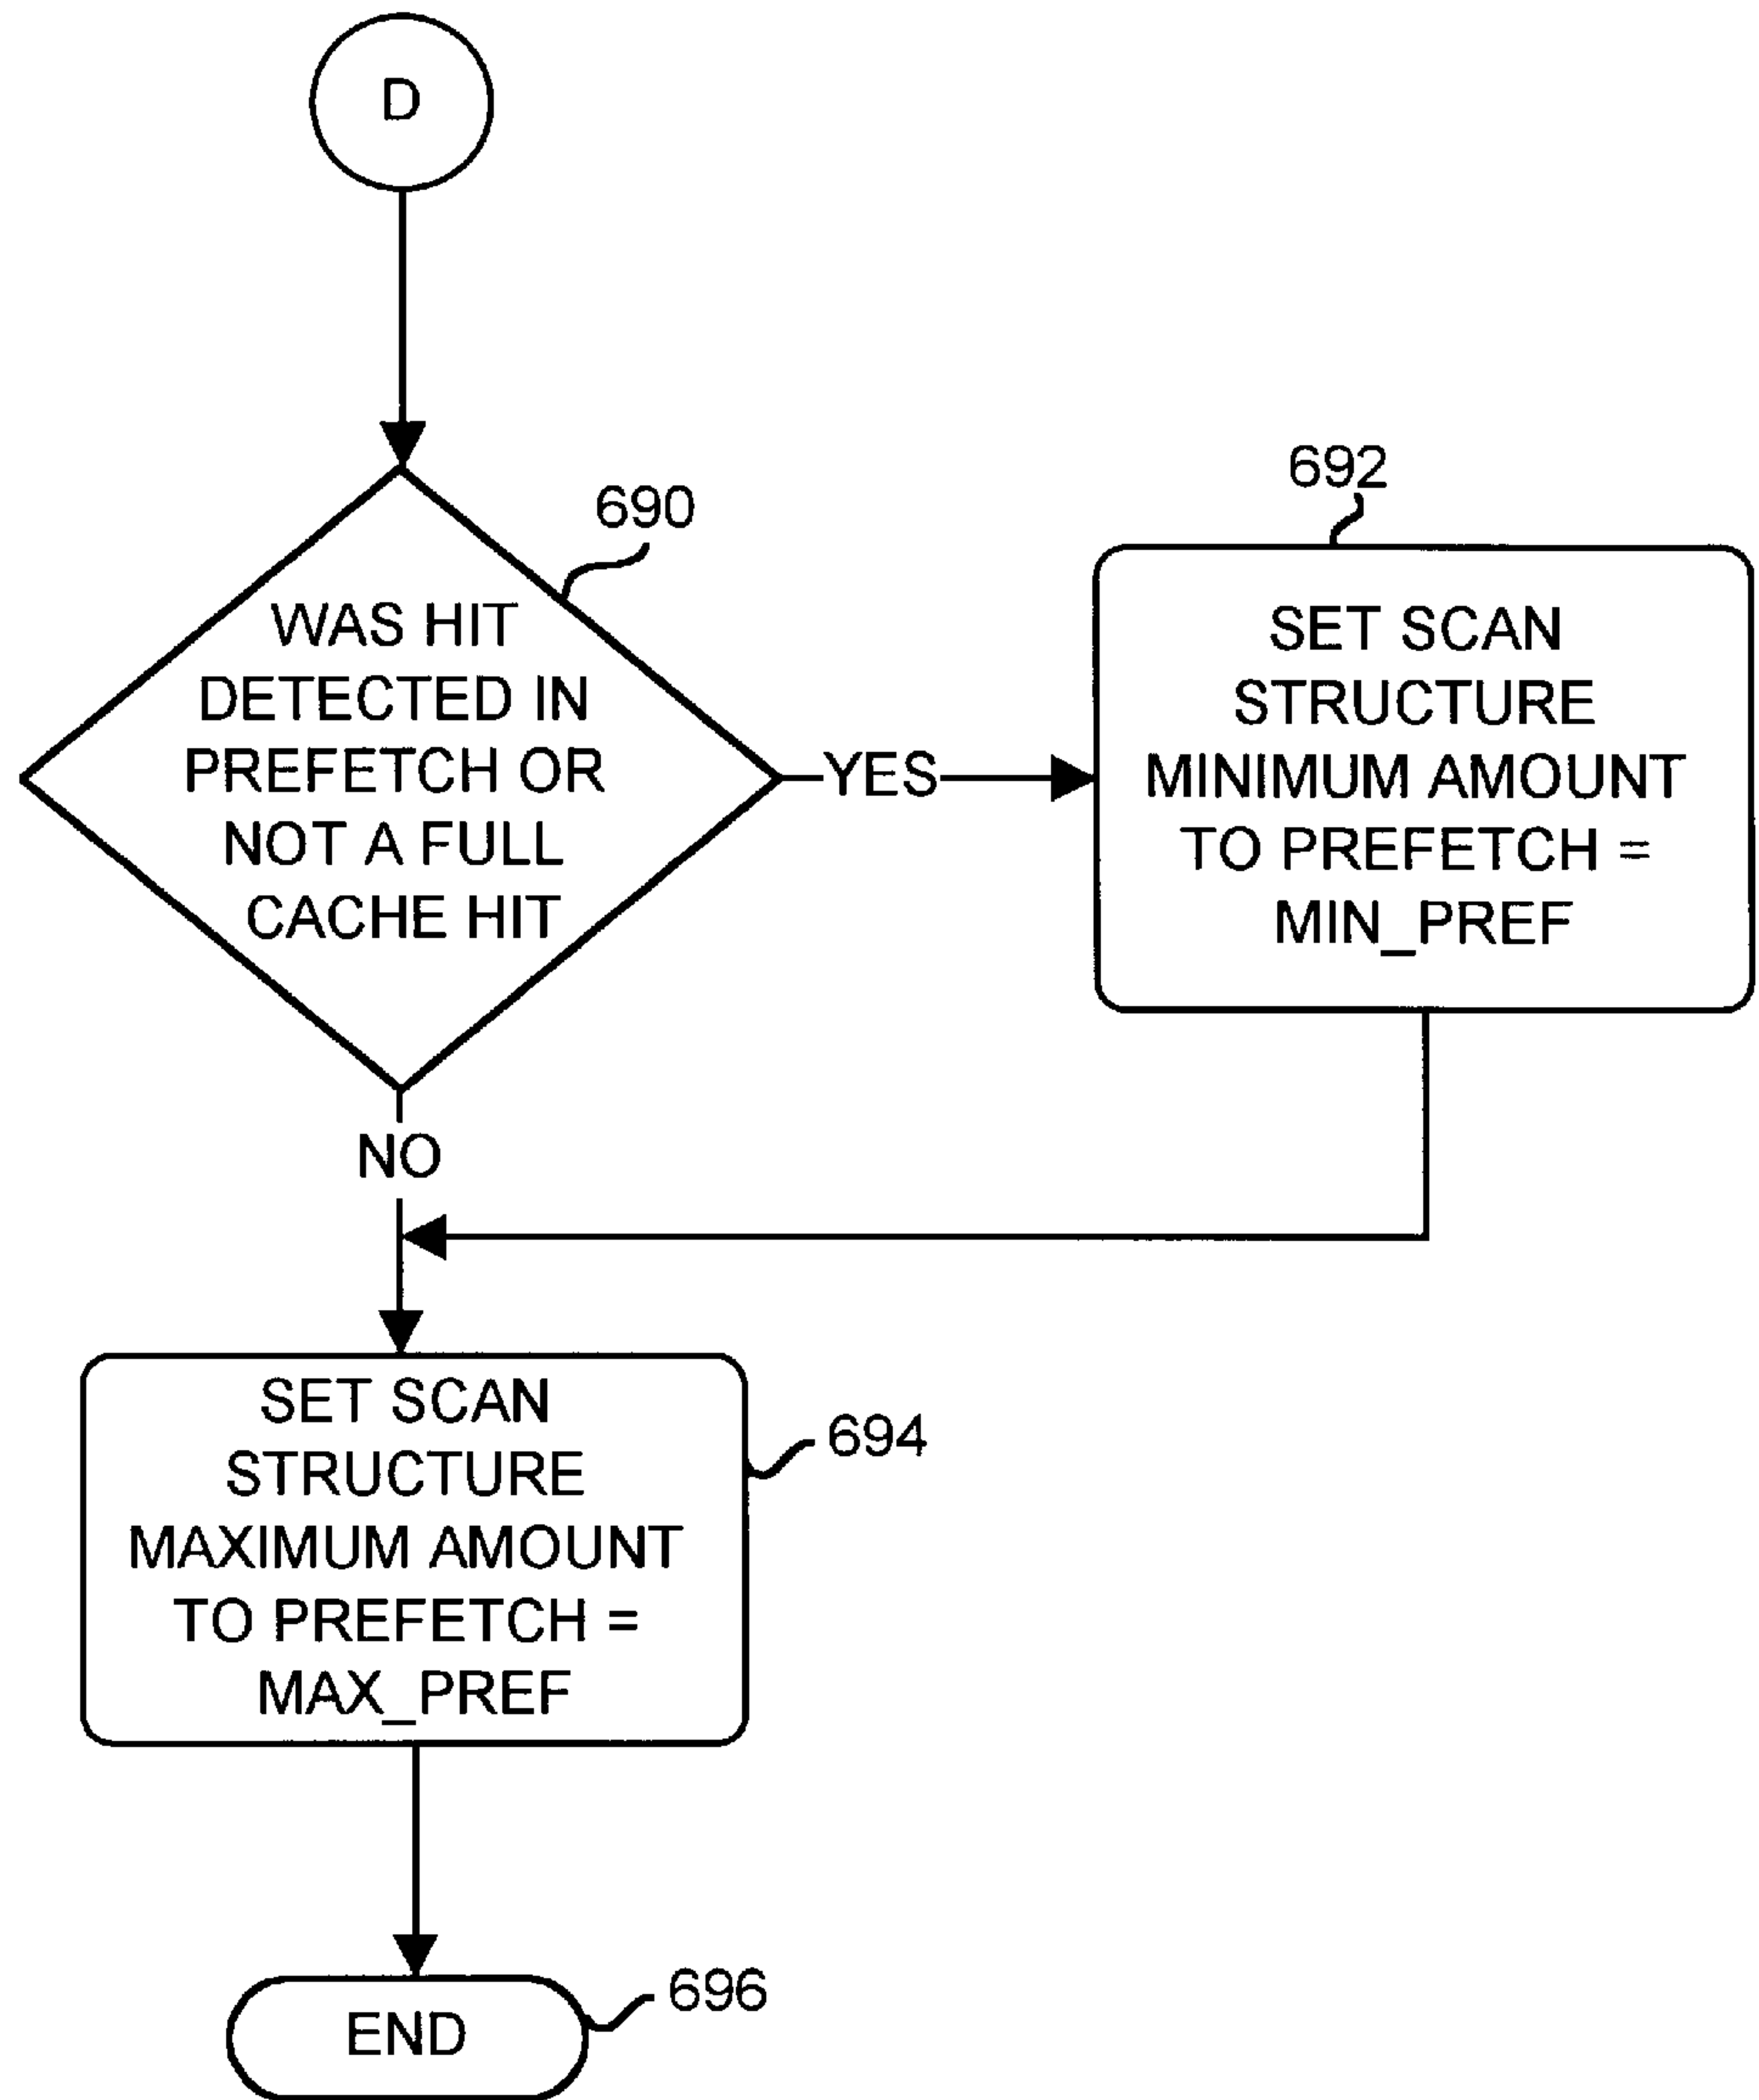 D
690
WAS HIT
DETECTED IN
PREFETCH OR
NOT A FULL
CACHE HIT
YES
692
SET SCAN
STRUCTURE
MINIMUM AMOUNT
TO PREFETCH =
MIN_PREF
NO
SET SCAN
STRUCTURE
MAXIMUM AMOUNT
TO PREFETCH =
MAX_PREF
694
END
696